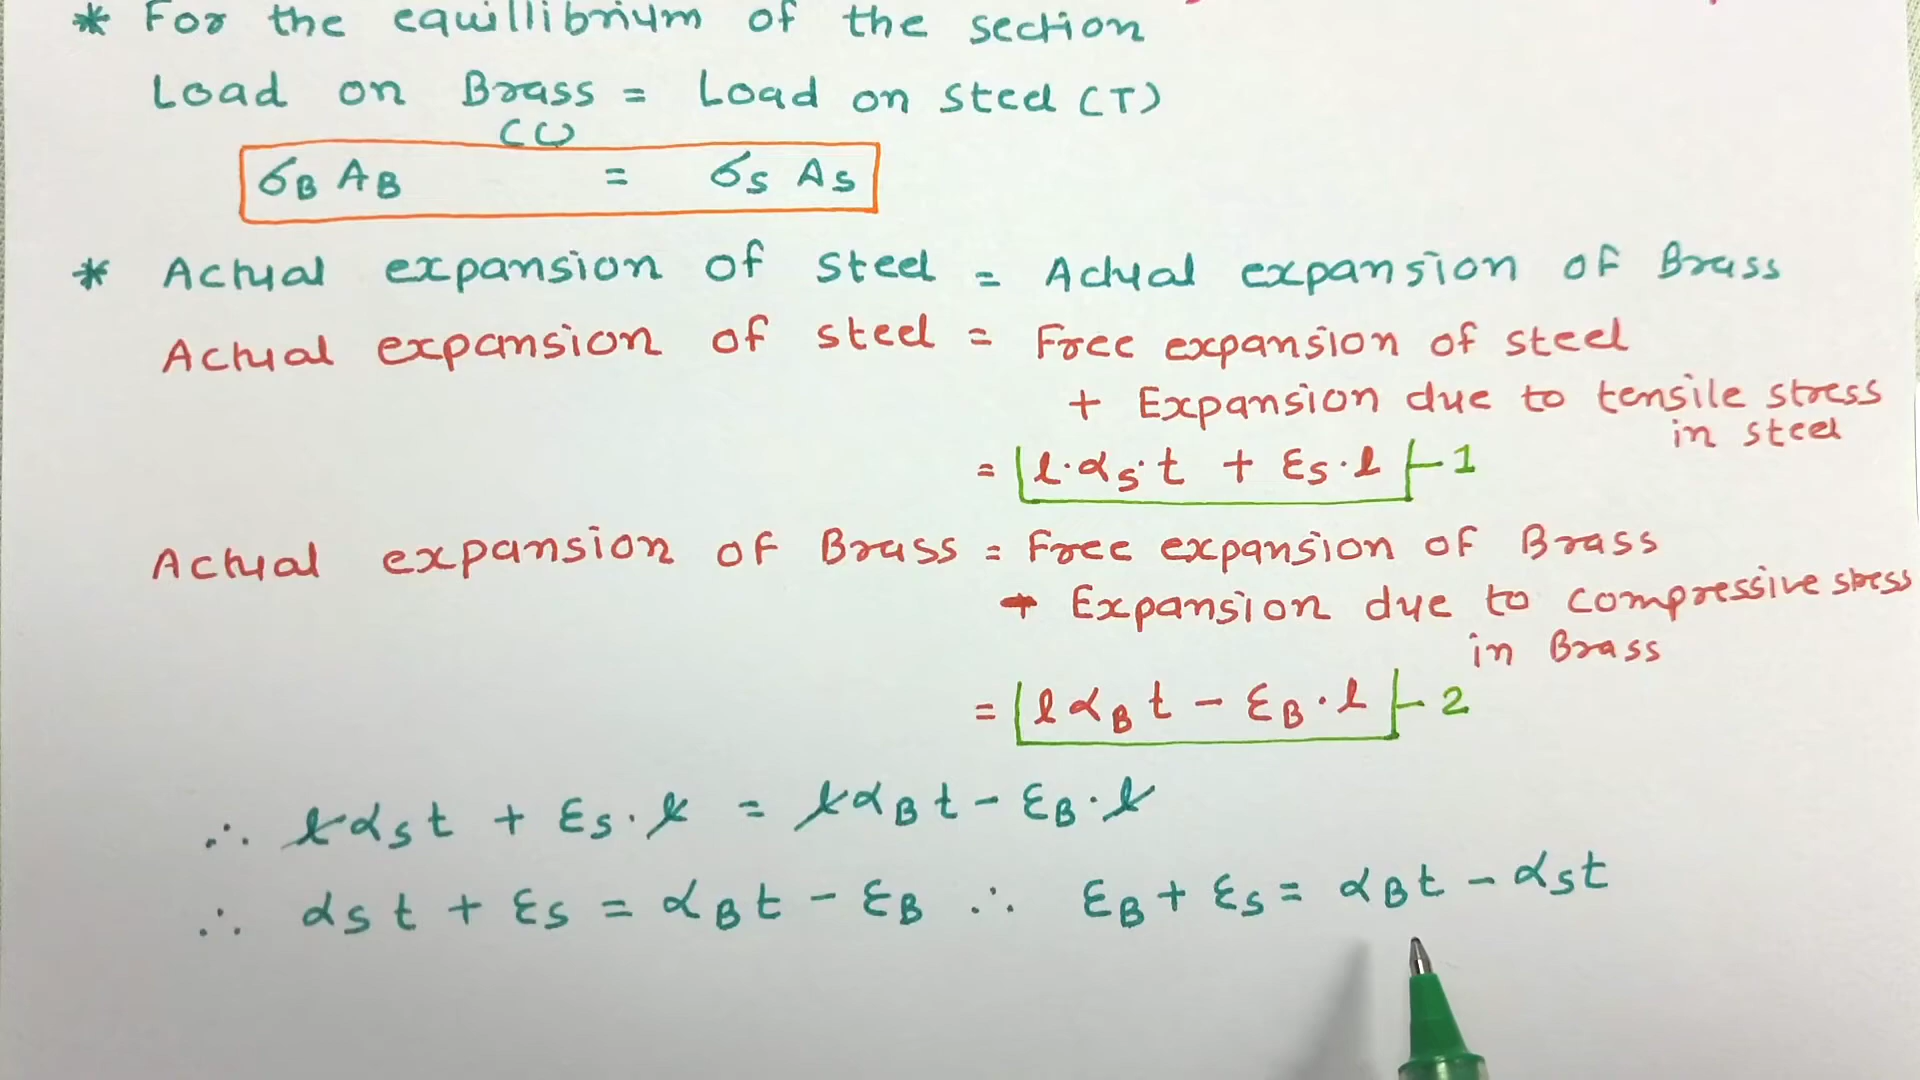 * For the equillibrium of the section
Load on Brass = Load on steel (T)
(C)
σB AB = σS AS
* Actual expansion of steel = Actual expansion of Brass
Actual expansion of steel = Free expansion of steel
+ Expansion due to tensile stress
in steel
= l·αS·t + εS·l - 1
Actual expansion of Brass = Free expansion of Brass
- Expansion due to compressive stress
in Brass
= lαBt - εB·l - 2
∴ lαSt + εS·l = lαBt - εB·l
∴ αSt + εS = αBt - εB ∴ εB + εS = αBt - αSt